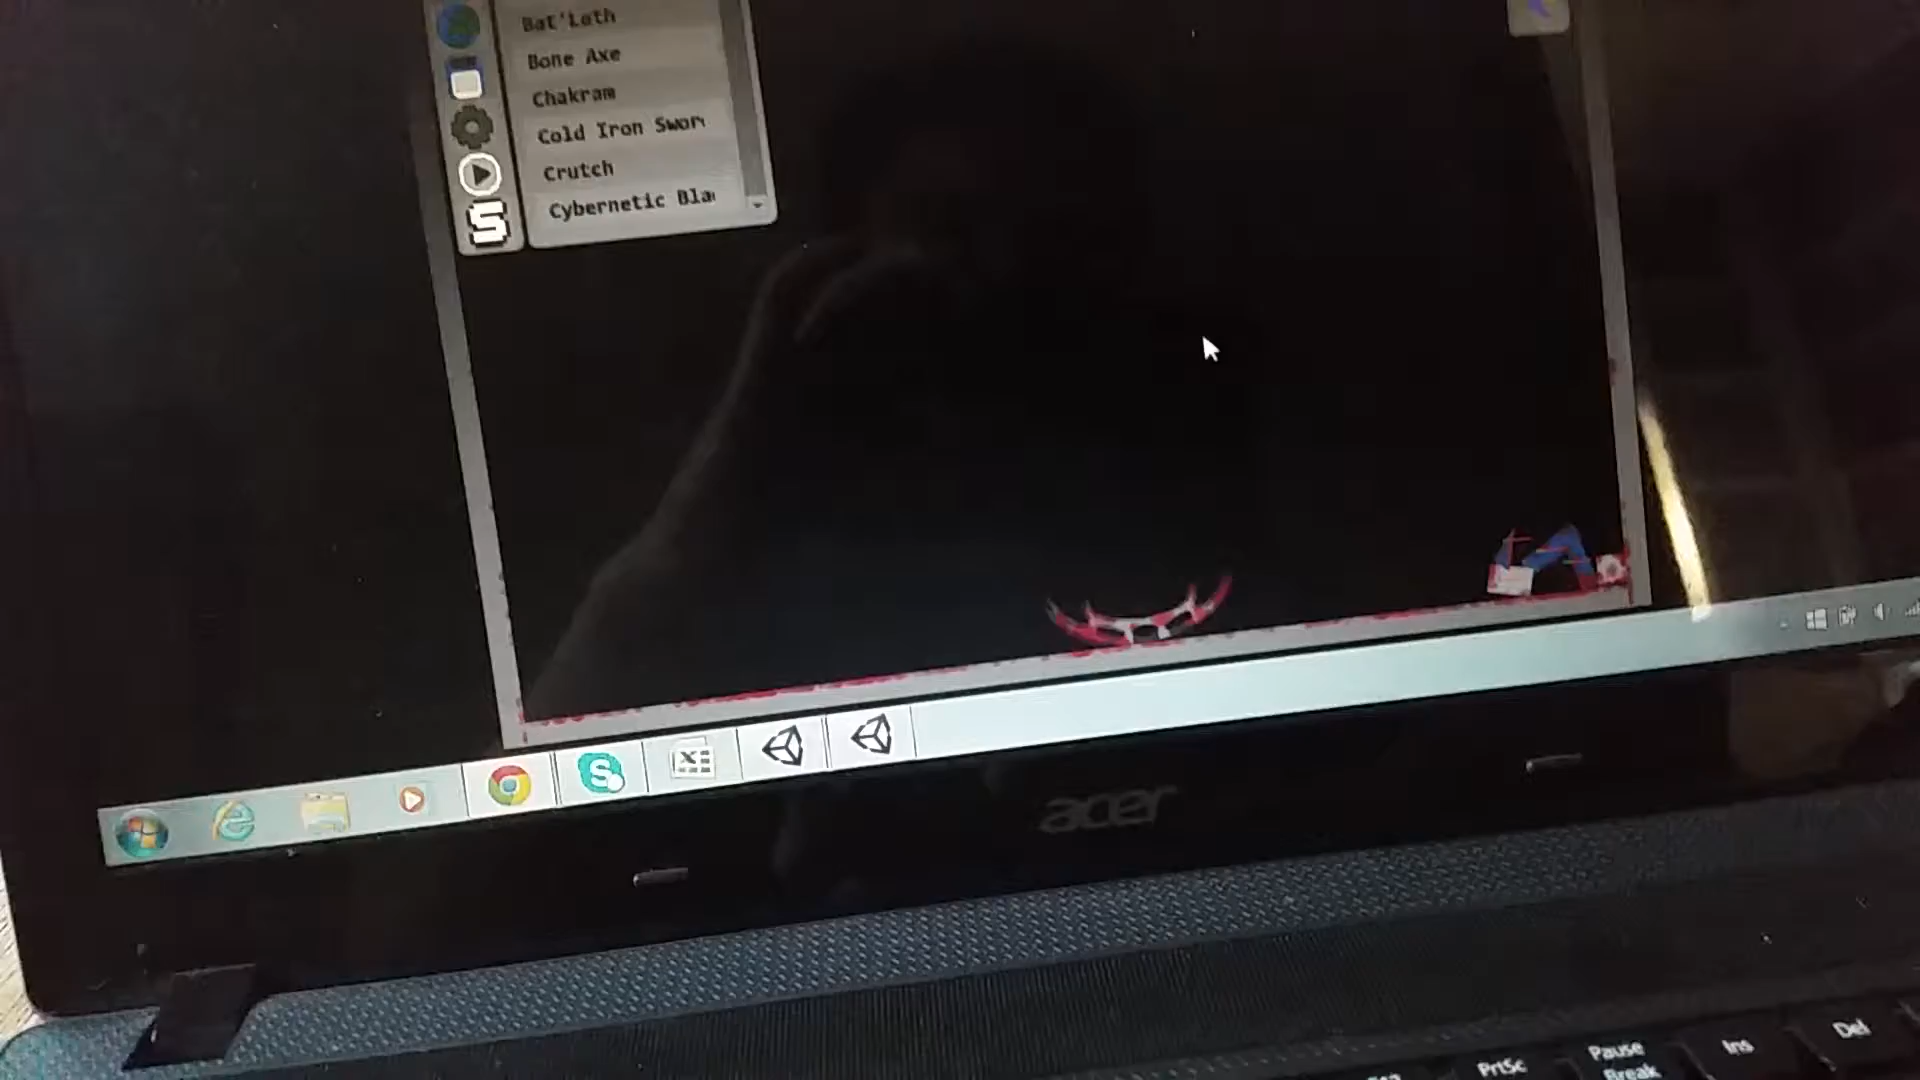 Bat'Leth
Bone Axe
Chakram
Cold Iron Swor
Crutch
Cybernetic Bla
S
S
X
acer
PrtSc
Pause
Break
Ins
Del